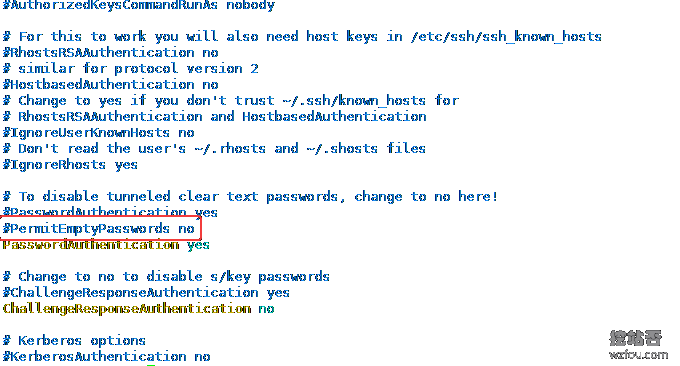 #AuthorizedKeysCommandRunAs nobody
# For this to work you will also need host keys in /etc/ssh/ssh_known_hosts
#RhostsRSAAuthentication no
# similar for protocol version 2
#HostbasedAuthentication no
# Change to yes if you don't trust ~/.ssh/known_hosts for
# RhostsRSAAuthentication and HostbasedAuthentication
#IgnoreUserKnownHosts no
# Don't read the user's ~/.rhosts and ~/.shosts files
#IgnoreRhosts yes
# To disable tunneled clear text passwords, change to no here!
#PasswordAuthentication yes
#PermitEmptyPasswords no
PasswordAuthentication yes
# Change to no to disable s/key passwords
#ChallengeResponseAuthentication yes
ChallengeResponseAuthentication no
# Kerberos options
#KerberosAuthentication no
挖站否
wzfou.com